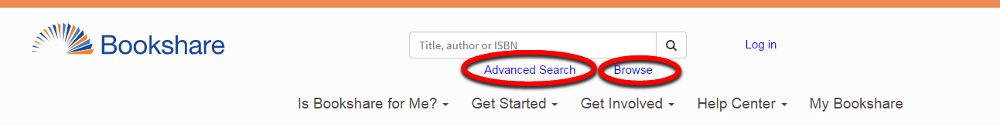 Bookshare
Title, author or ISBN
Log in
Advanced Search
Browse
Is Bookshare for Me?
Get Started
Get Involved
Help Center
My Bookshare